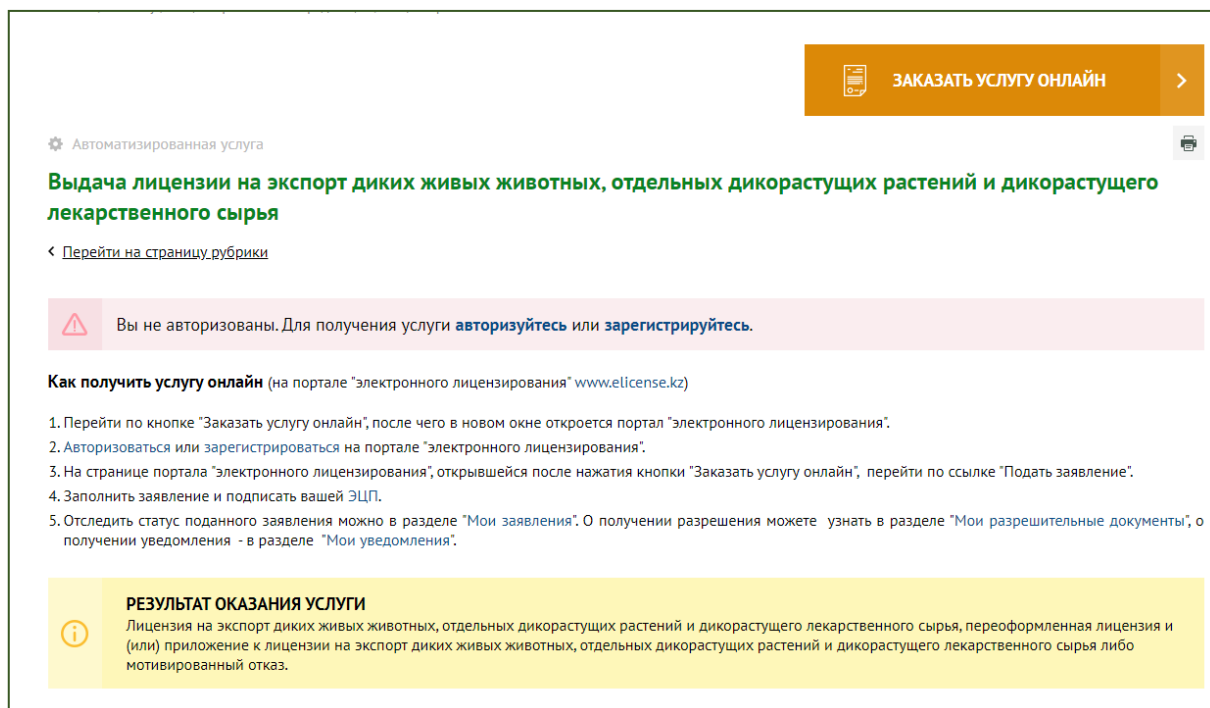 ЗАКАЗАТЬ УСЛУГУ ОНЛАЙН
Автоматизированная услуга
Выдача лицензии на экспорт диких живых животных, отдельных дикорастущих растений и дикорастущего
лекарственного сырья
Перейти на страницу рубрики
Вы не авторизованы. Для получения услуги авторизуйтесь или зарегистрируйтесь.
Как получить услугу онлайн (на портале "электронного лицензирования" www.elicense.kz)
1. Перейти по кнопке "Заказать услугу онлайн", после чего в новом окне откроется портал "электронного лицензирования".
2. Авторизоваться или зарегистрироваться на портале "электронного лицензирования".
3. На странице портала "электронного лицензирования", открывшейся после нажатия кнопки "Заказать услугу онлайн", перейти по ссылке "Подать заявление".
4. Заполнить заявление и подписать вашей ЭЦП.
5. Отследить статус поданного заявления можно в разделе "Мои заявления". О получении разрешения можете узнать в разделе "Мои разрешительные документы", о
получении уведомления - в разделе "Мои уведомления".
РЕЗУЛЬТАТ ОКАЗАНИЯ УСЛУГИ
Лицензия на экспорт диких живых животных, отдельных дикорастущих растений и дикорастущего лекарственного сырья, переоформленная лицензия и
(или) приложение к лицензии на экспорт диких живых животных, отдельных дикорастущих растений и дикорастущего лекарственного сырья либо
мотивированный отказ.